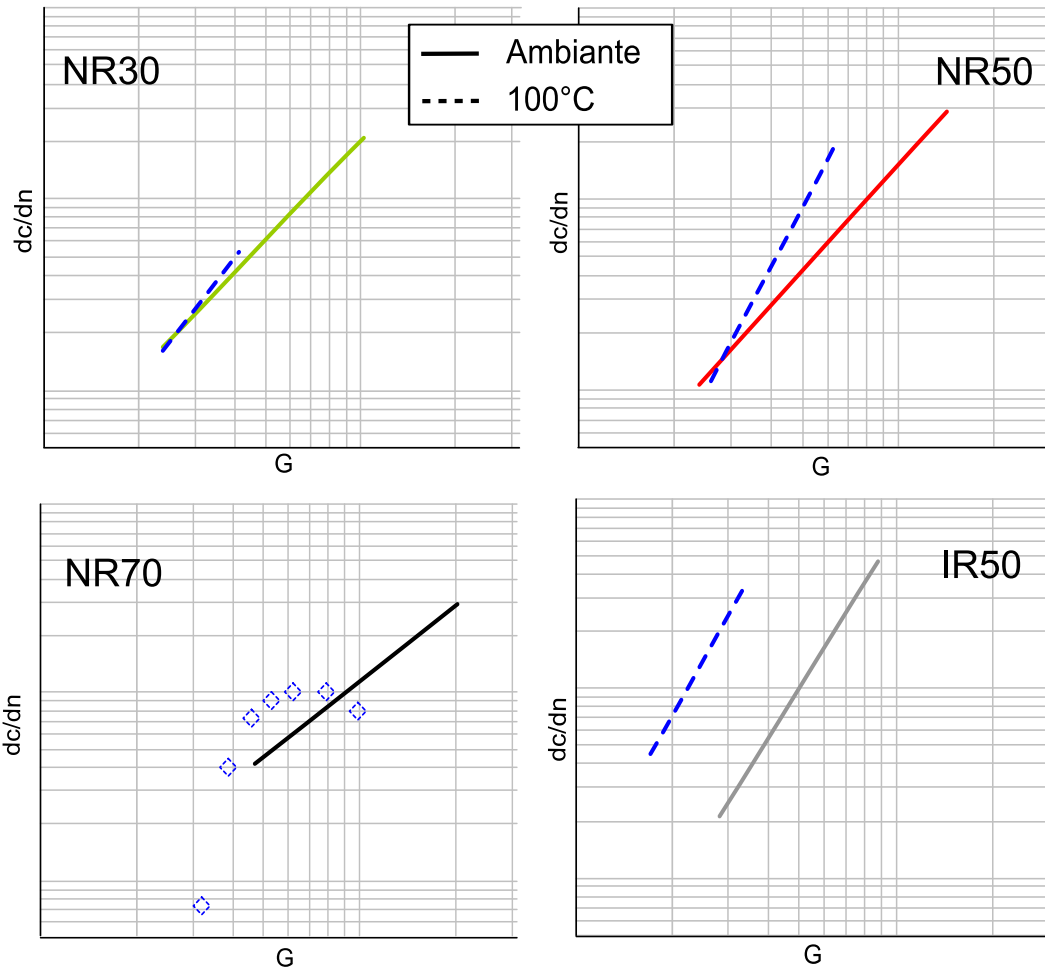 NR30
Ambiante
100°C
NR50
dc/dn
dc/dn
G
G
NR70
IR50
dc/dn
dc/dn
G
G